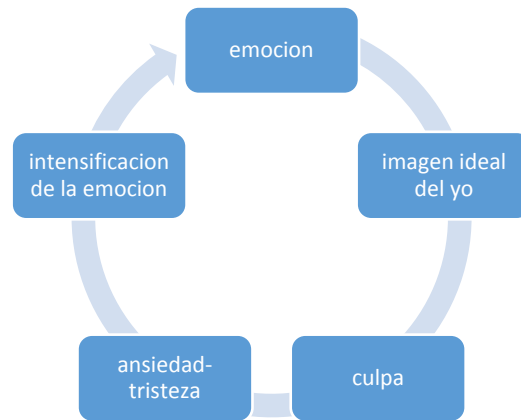 emocion
imagen ideal
del yo
culpa
ansiedad-
tristeza
intensificacion
de la emocion